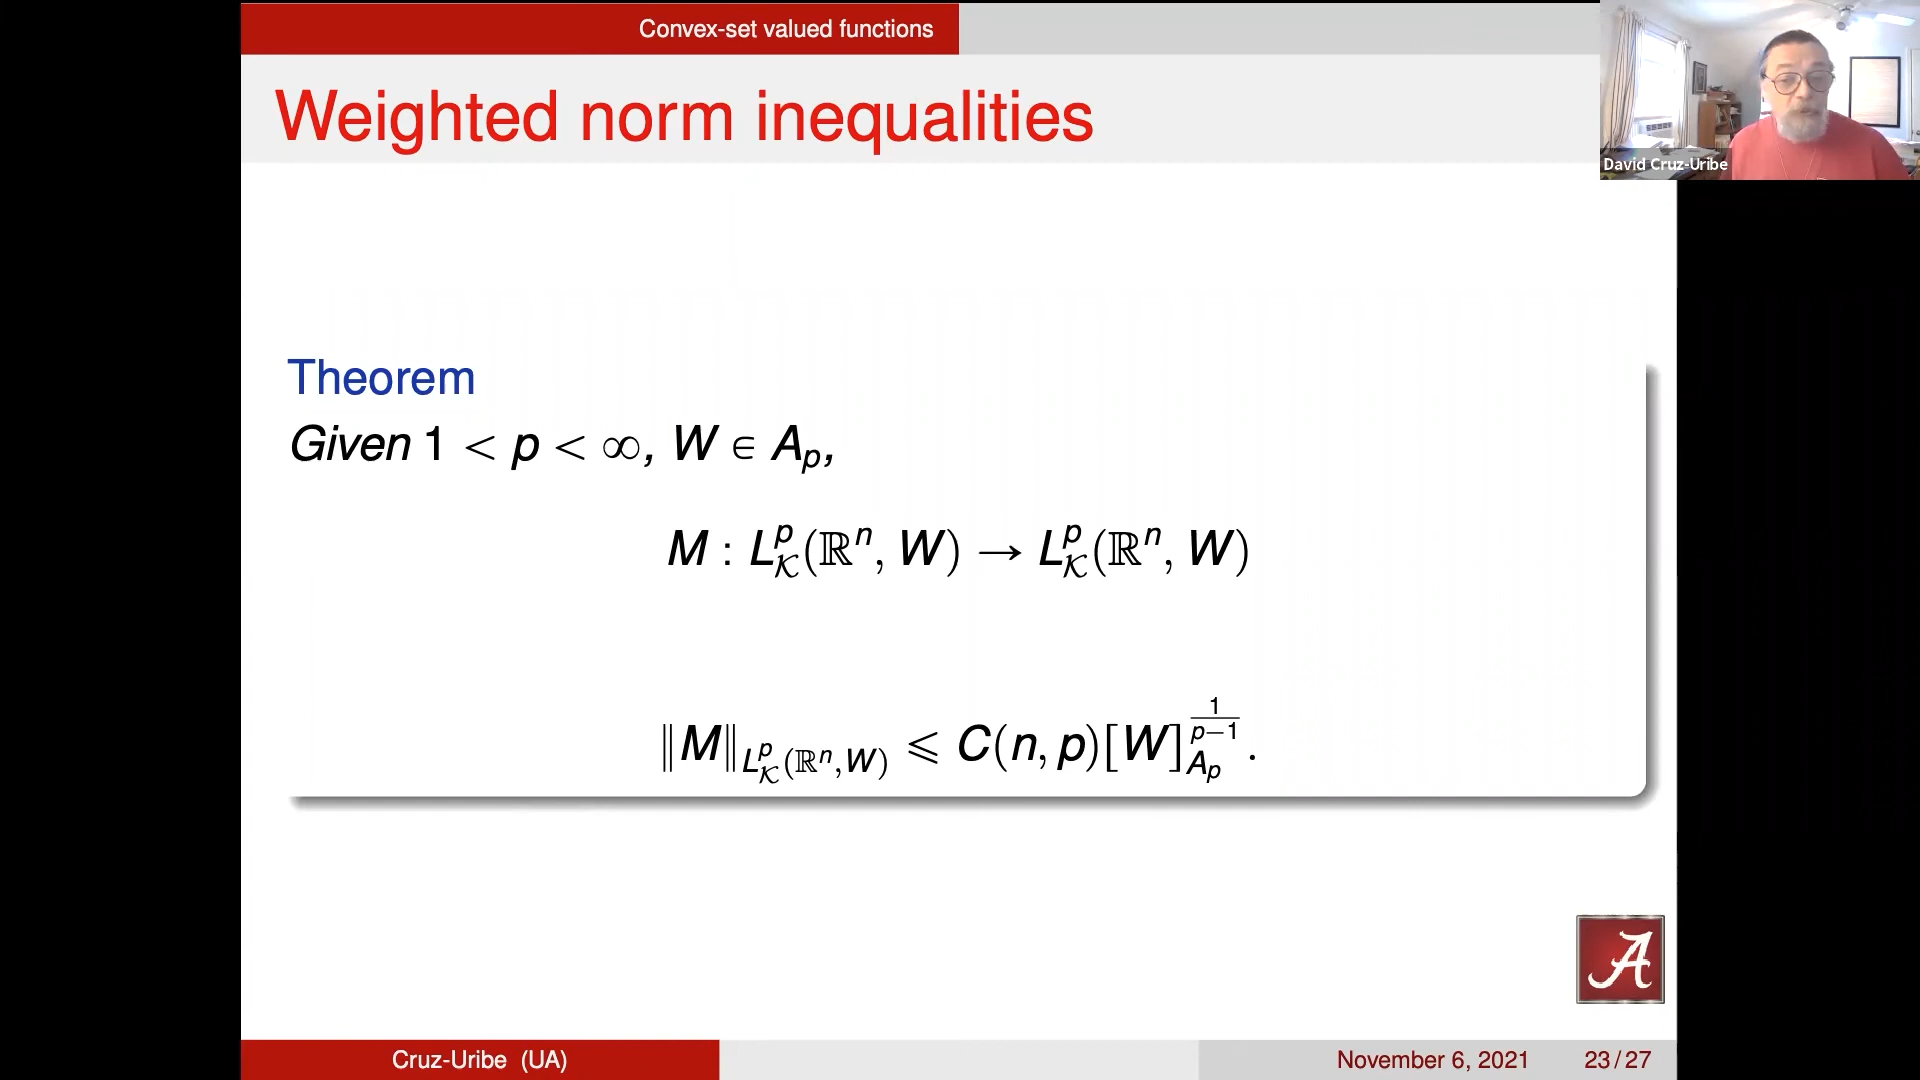 Convex-set valued functions
Weighted norm inequalities
David Cruz-Uribe
Theorem
Given 1 < p < ∞, W ∈ A_p,
M : L^p_𝒦(ℝ^n, W) → L^p_𝒦(ℝ^n, W)
‖M‖_{L^p_𝒦(ℝ^n,W)} ⩽ C(n, p)[W]_{A_p}^{\frac{1}{p−1}}.
A
Cruz-Uribe (UA)
November 6, 2021 23/27